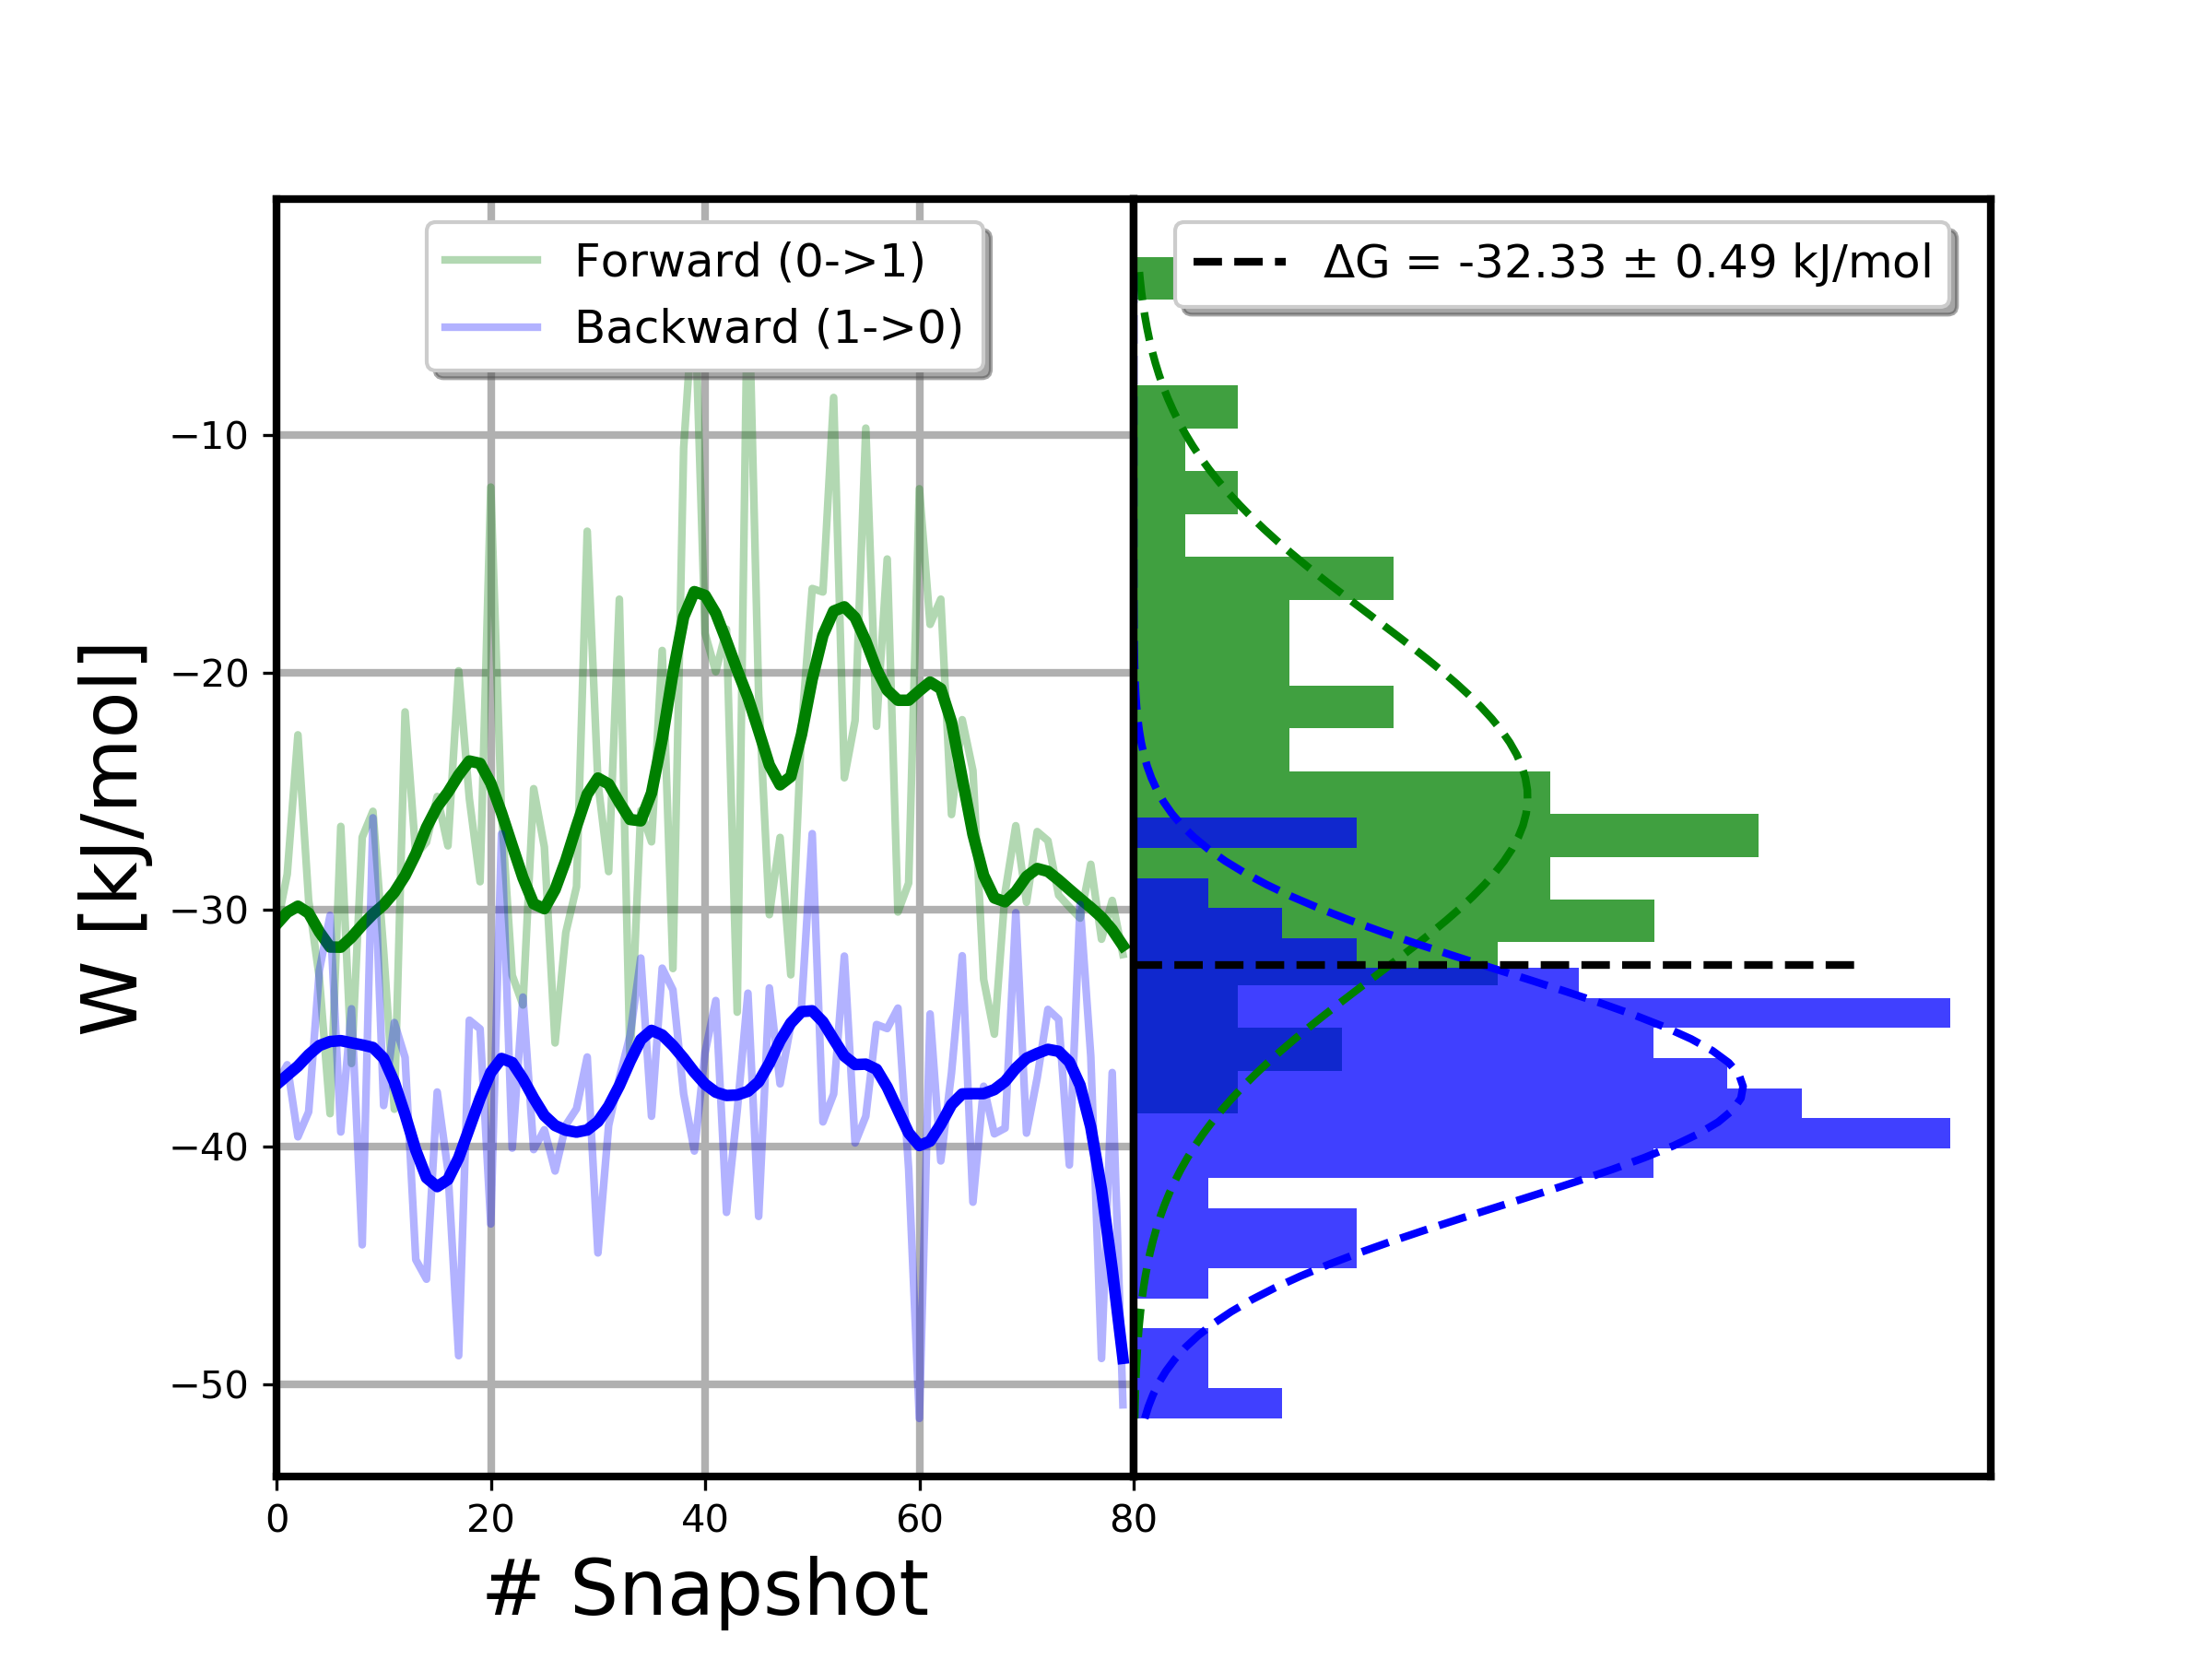 Forward (0->1)
Backward (1->0)
ΔG = -32.33 ± 0.49 kJ/mol
W [kJ/mol]
−10
−20
−30
−40
−50
0
20
40
60
80
# Snapshot